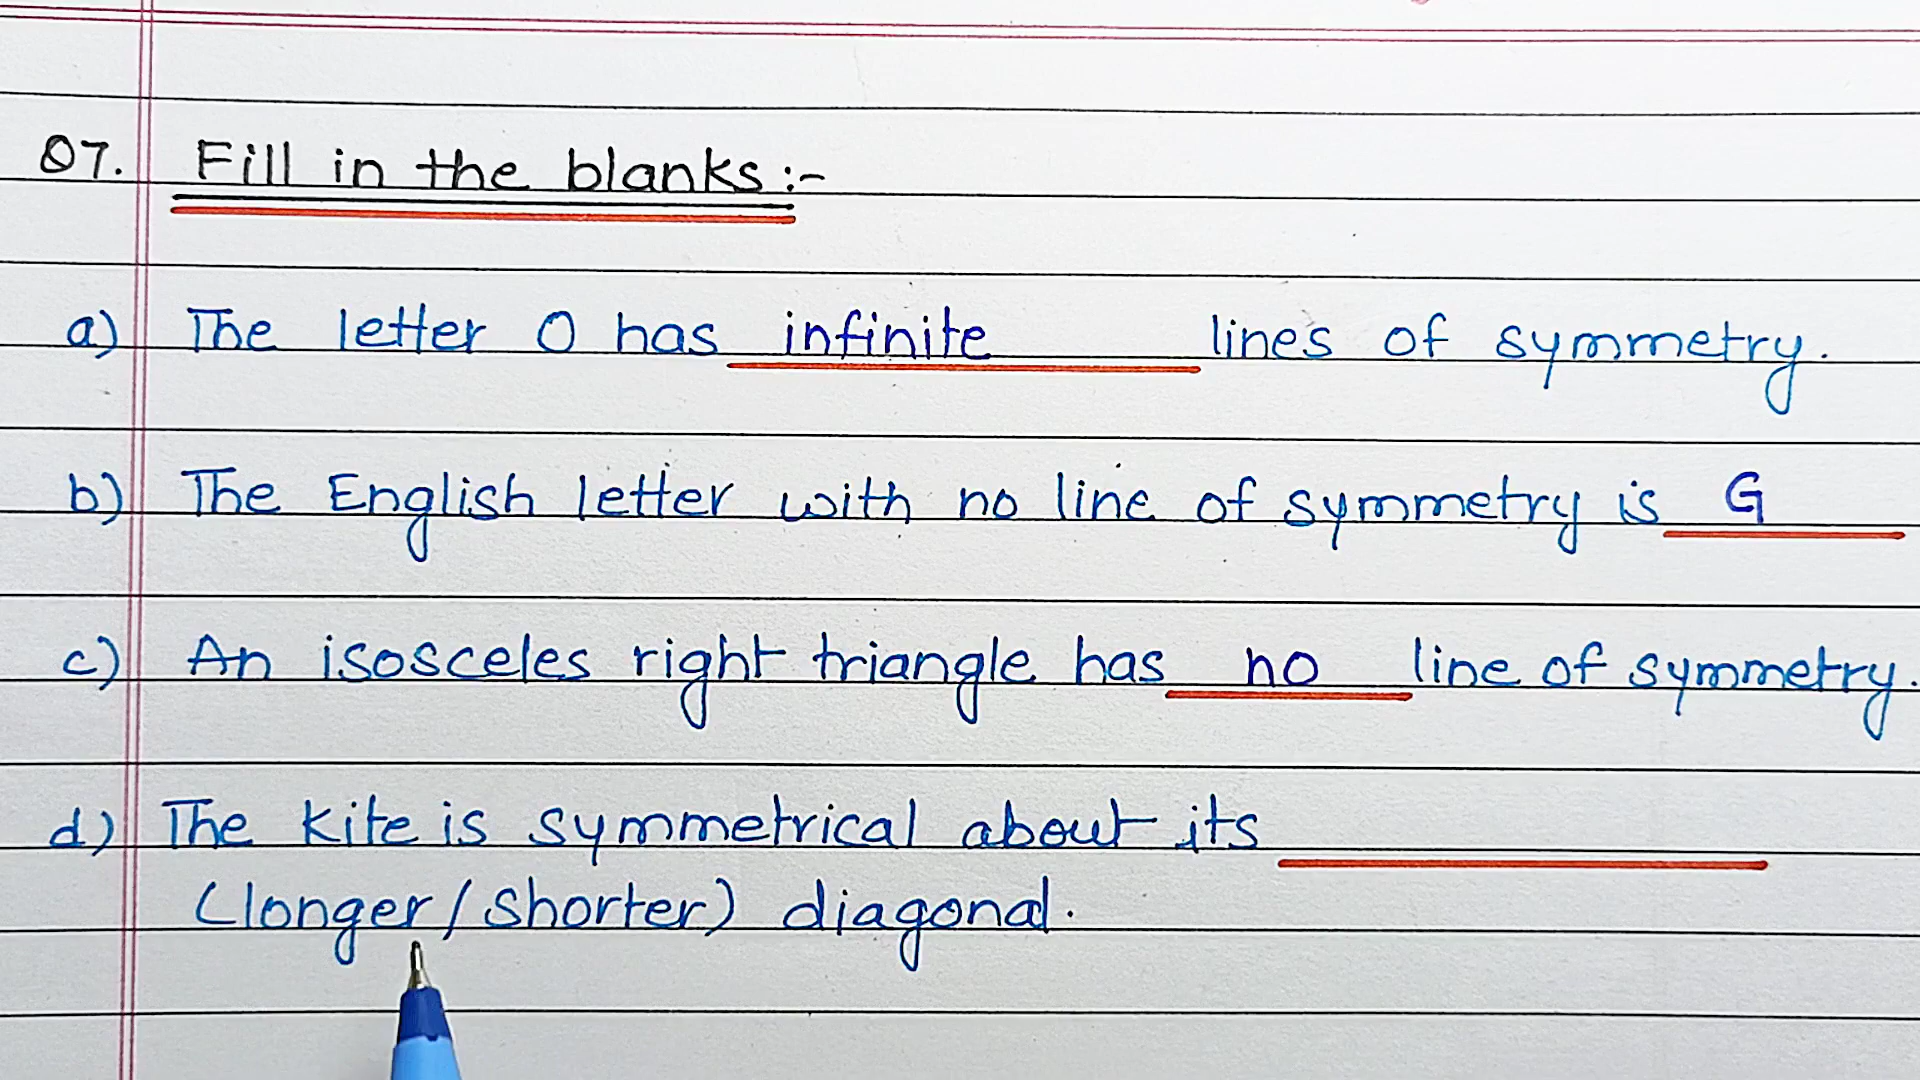 Q7. Fill in the blanks :-
a) The letter O has infinite lines of symmetry.
b) The English letter with no line of symmetry is G
c) An isosceles right triangle has no line of symmetry.
d) The kite is symmetrical about its
(longer/shorter) diagonal.